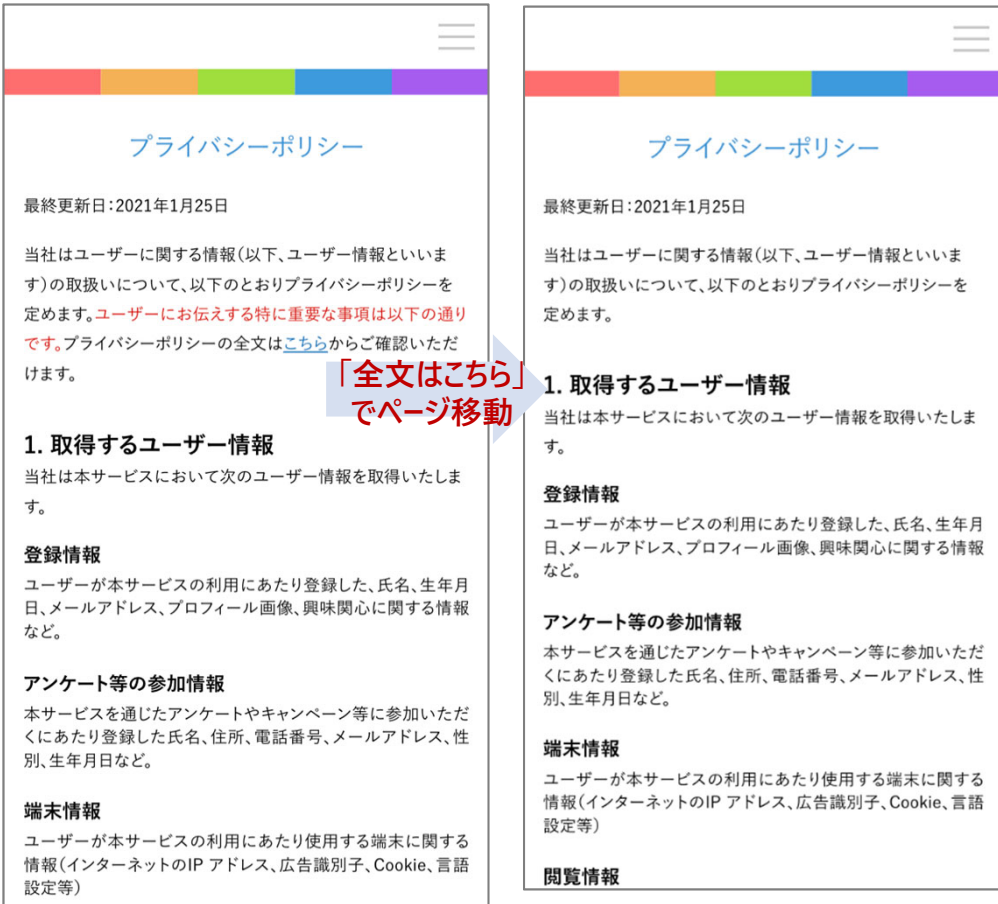 プライバシーポリシー
最終更新日:2021年1月25日
当社はユーザーに関する情報(以下、ユーザー情報といいま
す)の取扱いについて、以下のとおりプライバシーポリシーを
定めます。ユーザーにお伝えする特に重要な事項は以下の通り
です。プライバシーポリシーの全文はこちらからご確認いただ
けます。
1. 取得するユーザー情報
当社は本サービスにおいて次のユーザー情報を取得いたしま
す。
登録情報
ユーザーが本サービスの利用にあたり登録した、氏名、生年月
日、メールアドレス、プロフィール画像、興味関心に関する情報
など。
アンケート等の参加情報
本サービスを通じたアンケートやキャンペーン等に参加いただ
くにあたり登録した氏名、住所、電話番号、メールアドレス、性
別、生年月日など。
端末情報
ユーザーが本サービスの利用にあたり使用する端末に関する
情報(インターネットのIP アドレス、広告識別子、Cookie、言語
設定等)
「全文はこちら」
でページ移動
プライバシーポリシー
最終更新日:2021年1月25日
当社はユーザーに関する情報(以下、ユーザー情報といいま
す)の取扱いについて、以下のとおりプライバシーポリシーを
定めます。
1. 取得するユーザー情報
当社は本サービスにおいて次のユーザー情報を取得いたしま
す。
登録情報
ユーザーが本サービスの利用にあたり登録した、氏名、生年月
日、メールアドレス、プロフィール画像、興味関心に関する情報
など。
アンケート等の参加情報
本サービスを通じたアンケートやキャンペーン等に参加いただ
くにあたり登録した氏名、住所、電話番号、メールアドレス、性
別、生年月日など。
端末情報
ユーザーが本サービスの利用にあたり使用する端末に関する
情報(インターネットのIP アドレス、広告識別子、Cookie、言語
設定等)
閲覧情報